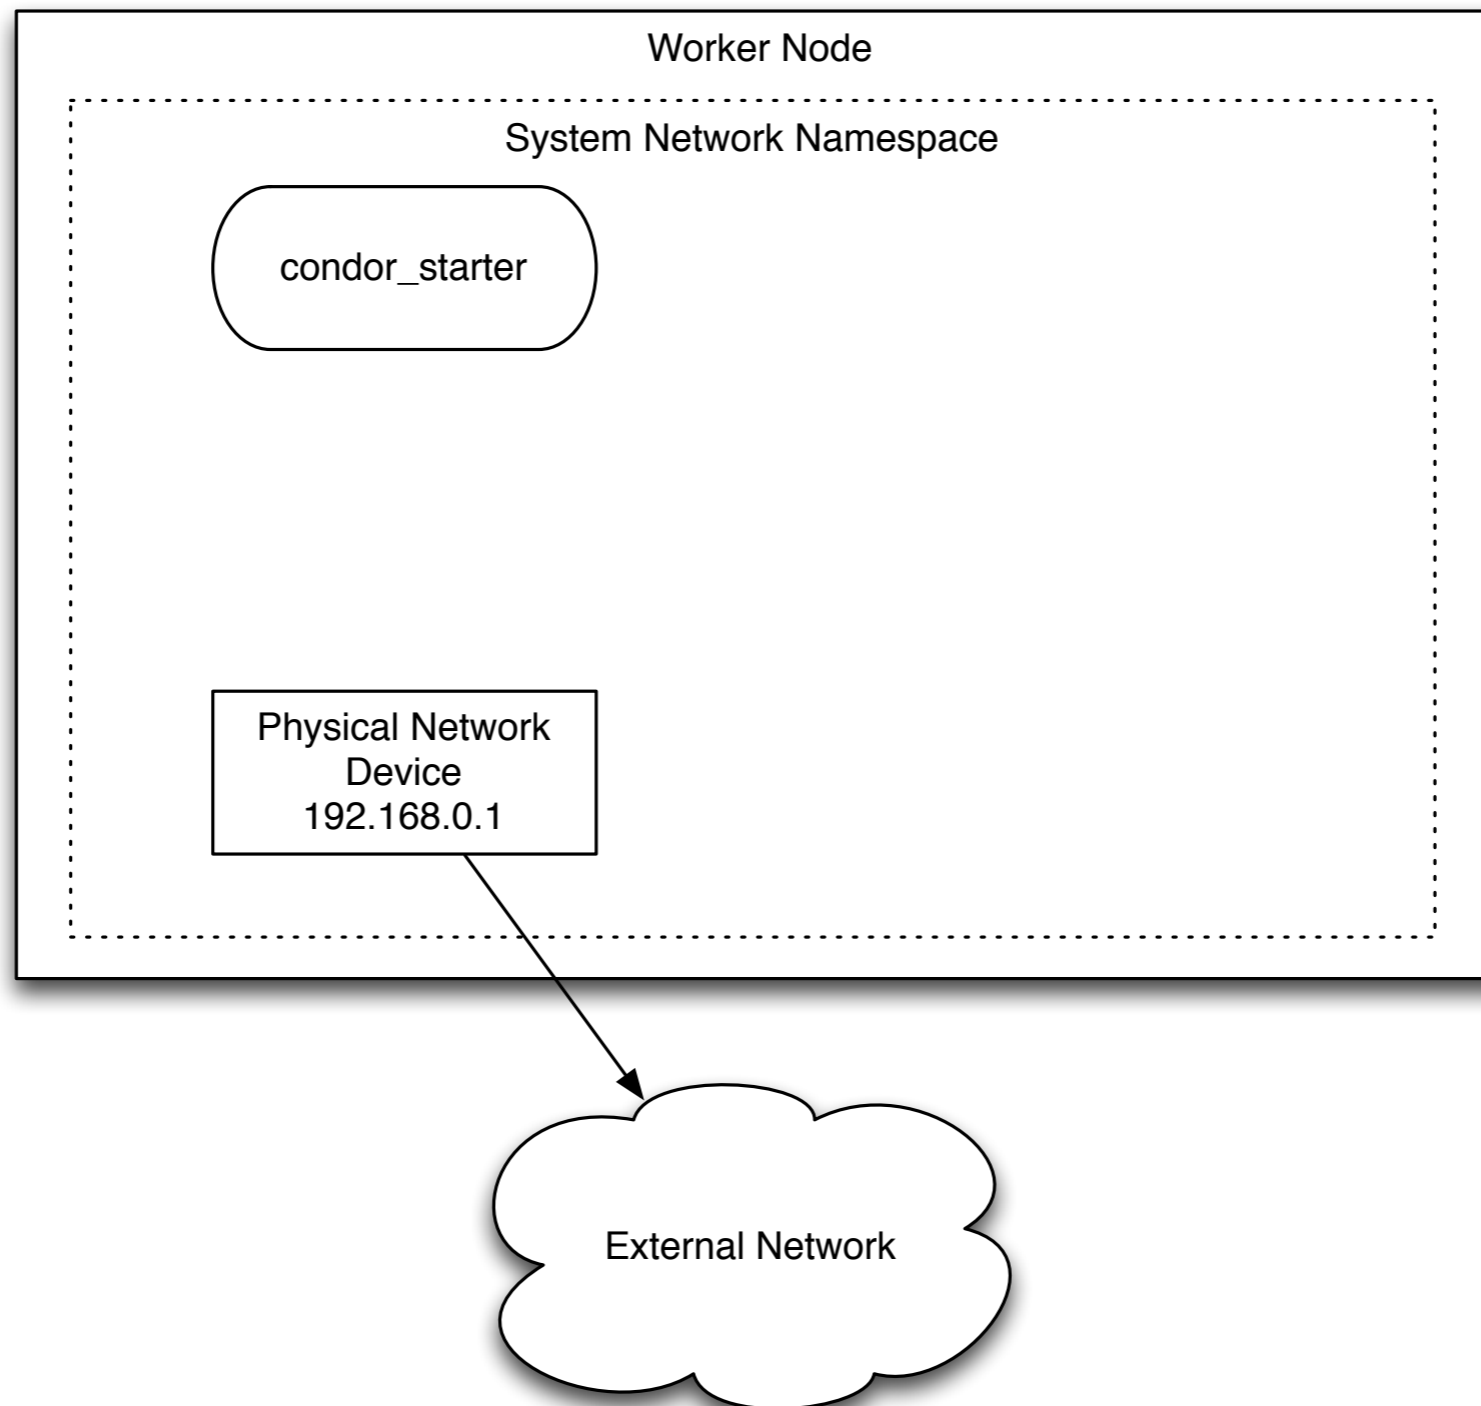 Worker Node
System Network Namespace
condor_starter
Physical Network
Device
192.168.0.1
External Network